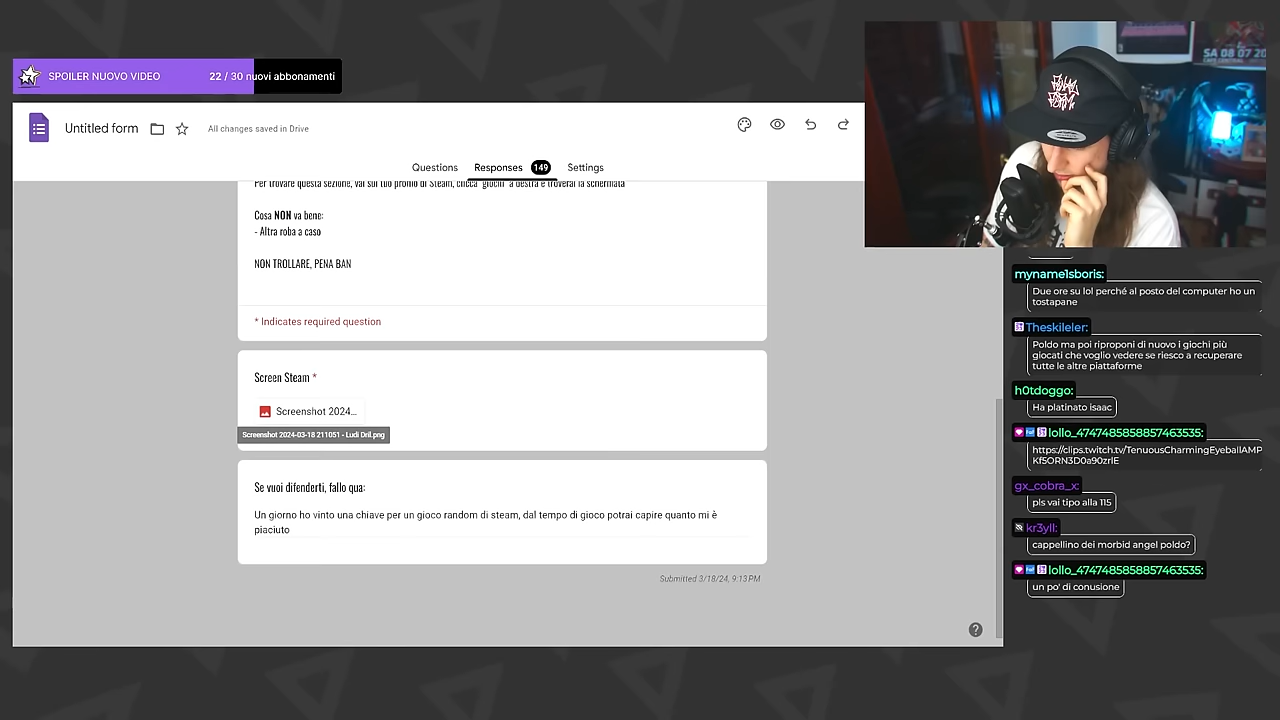 SPOILER NUOVO VIDEO 22 / 30 nuovi abbonamenti
SA 08 07 20
Untitled form
All changes saved in Drive
Questions Responses 149 Settings
Per trovare questa sezione, vai sul tuo profilo di Steam, clicca "giochi" a destra e troverai la schermata
Cosa NON va bene:
- Altra roba a caso
NON TROLLARE, PENA BAN
* Indicates required question
Screen Steam *
Screenshot 2024...
Screenshot 2024-03-18 211051 - Ludi Dril.png
Se vuoi difenderti, fallo qua:
Un giorno ho vinto una chiave per un gioco random di steam, dal tempo di gioco potrai capire quanto mi è
piaciuto
Submitted 3/18/24, 9:13 PM
myname1sboris:
Due ore su lol perché al posto del computer ho un
tostapane
Theskileler:
Poldo ma poi riproponi di nuovo i giochi più
giocati che voglio vedere se riesco a recuperare
tutte le altre piattaforme
h0tdoggo:
Ha platinato isaac
lollo_4747485858857463535:
https://clips.twitch.tv/TenuousCharmingEyeballAMP
Kf5ORN3D0a90zrlE
gx_cobra_x:
pls vai tipo alla 115
kr3yll:
cappellino dei morbid angel poldo?
lollo_4747485858857463535:
un po' di conusione